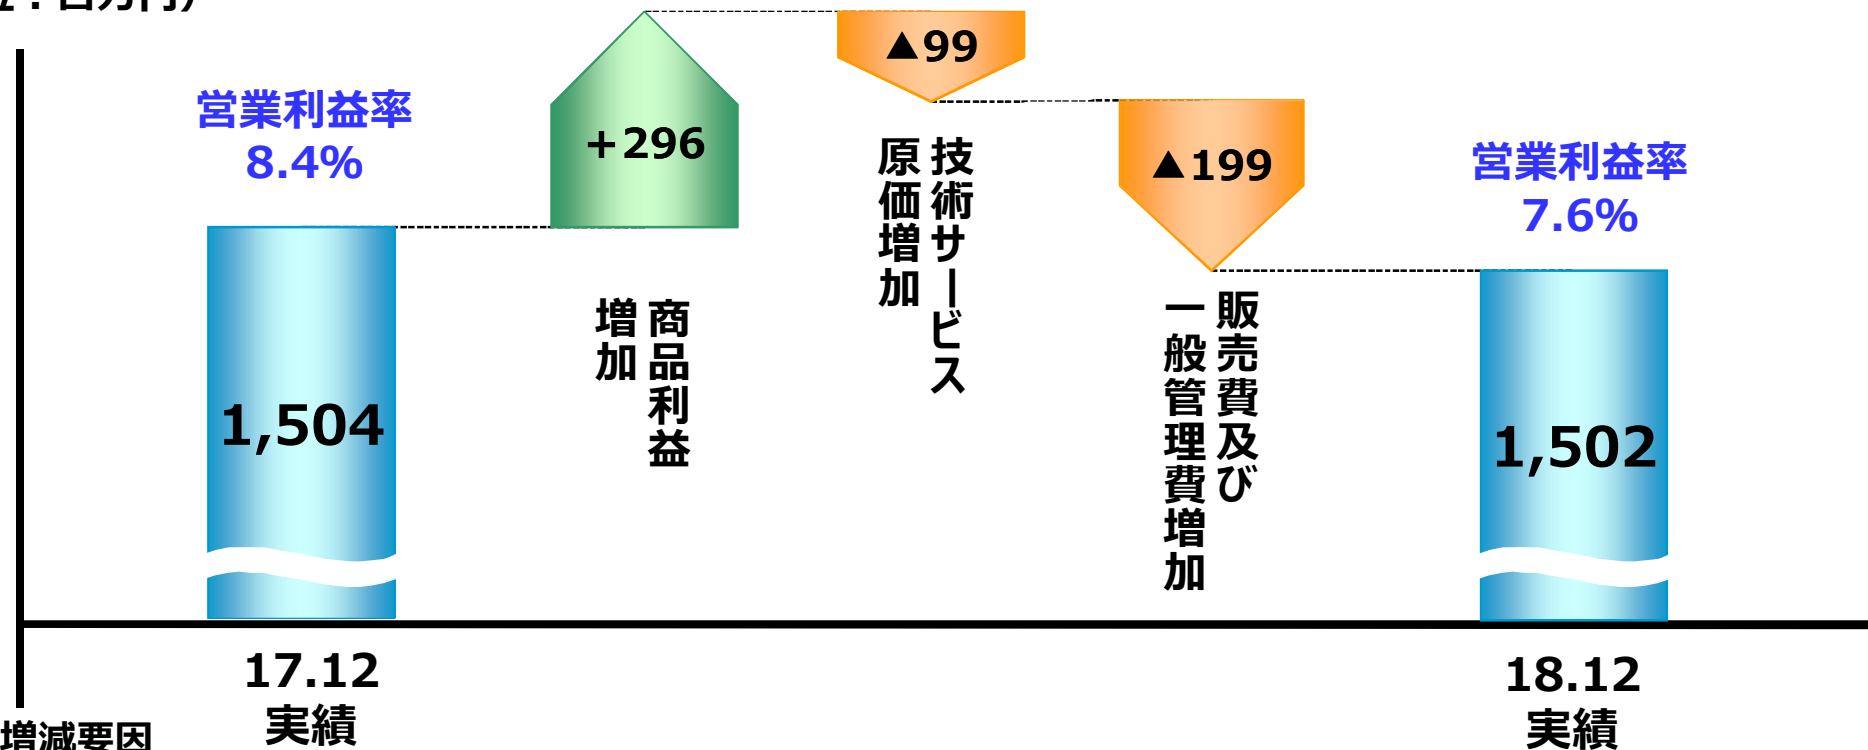 ：百万円）
営業利益率
8.4%
1,504
+296
商品利益
増加
▲99
技術サービス
原価増加
▲199
販売費及び
一般管理費増加
営業利益率
7.6%
1,502
17.12
実績
18.12
実績
増減要因